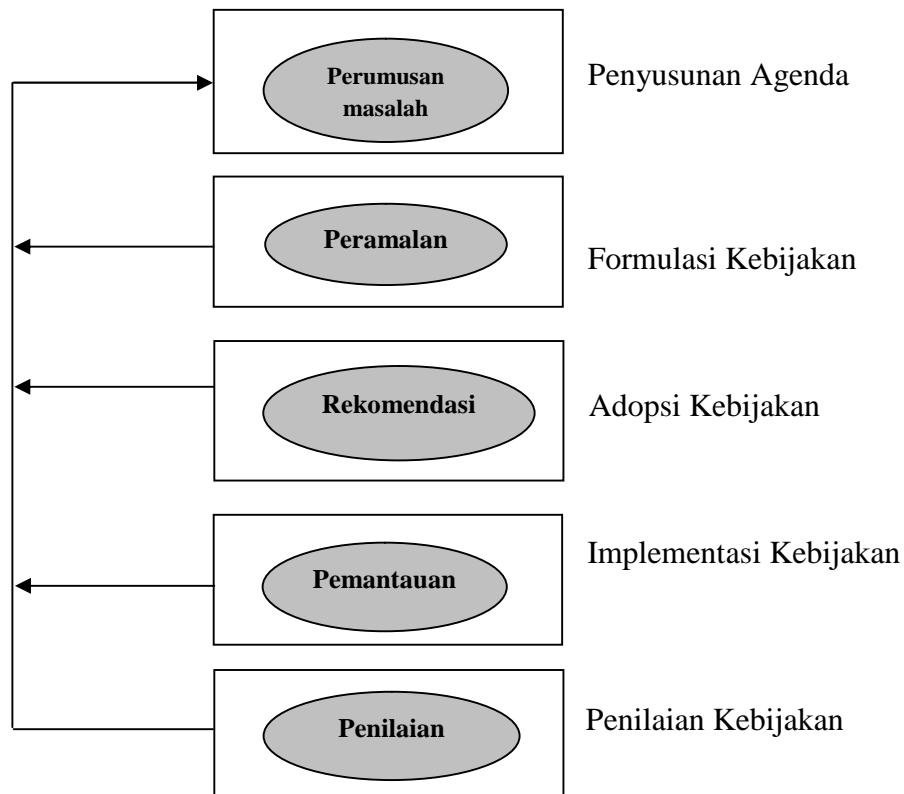 Perumusan
masalah
Penyusunan Agenda
Peramalan
Formulasi Kebijakan
Rekomendasi
Adopsi Kebijakan
Pemantauan
Implementasi Kebijakan
Penilaian
Penilaian Kebijakan